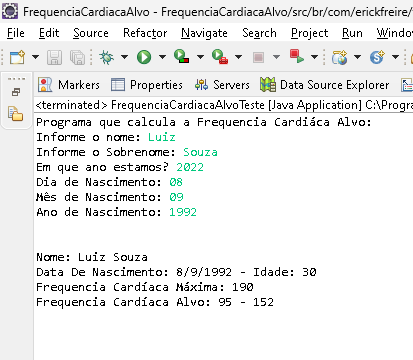 FrequenciaCardiacaAlvo - FrequenciaCardiacaAlvo/src/br/com/erickfreire/
File Edit Source Refactor Navigate Search Project Run Window
Markers Properties Servers Data Source Explorer
<terminated> FrequenciaCardiacaAlvoTeste [Java Application] C:\Progra
Programa que calcula a Frequencia Cardiáca Alvo:
Informe o nome: Luiz
Informe o Sobrenome: Souza
Em que ano estamos? 2022
Dia de Nascimento: 08
Mês de Nascimento: 09
Ano de Nascimento: 1992
Nome: Luiz Souza
Data De Nascimento: 8/9/1992 - Idade: 30
Frequencia Cardíaca Máxima: 190
Frequencia Cardíaca Alvo: 95 - 152